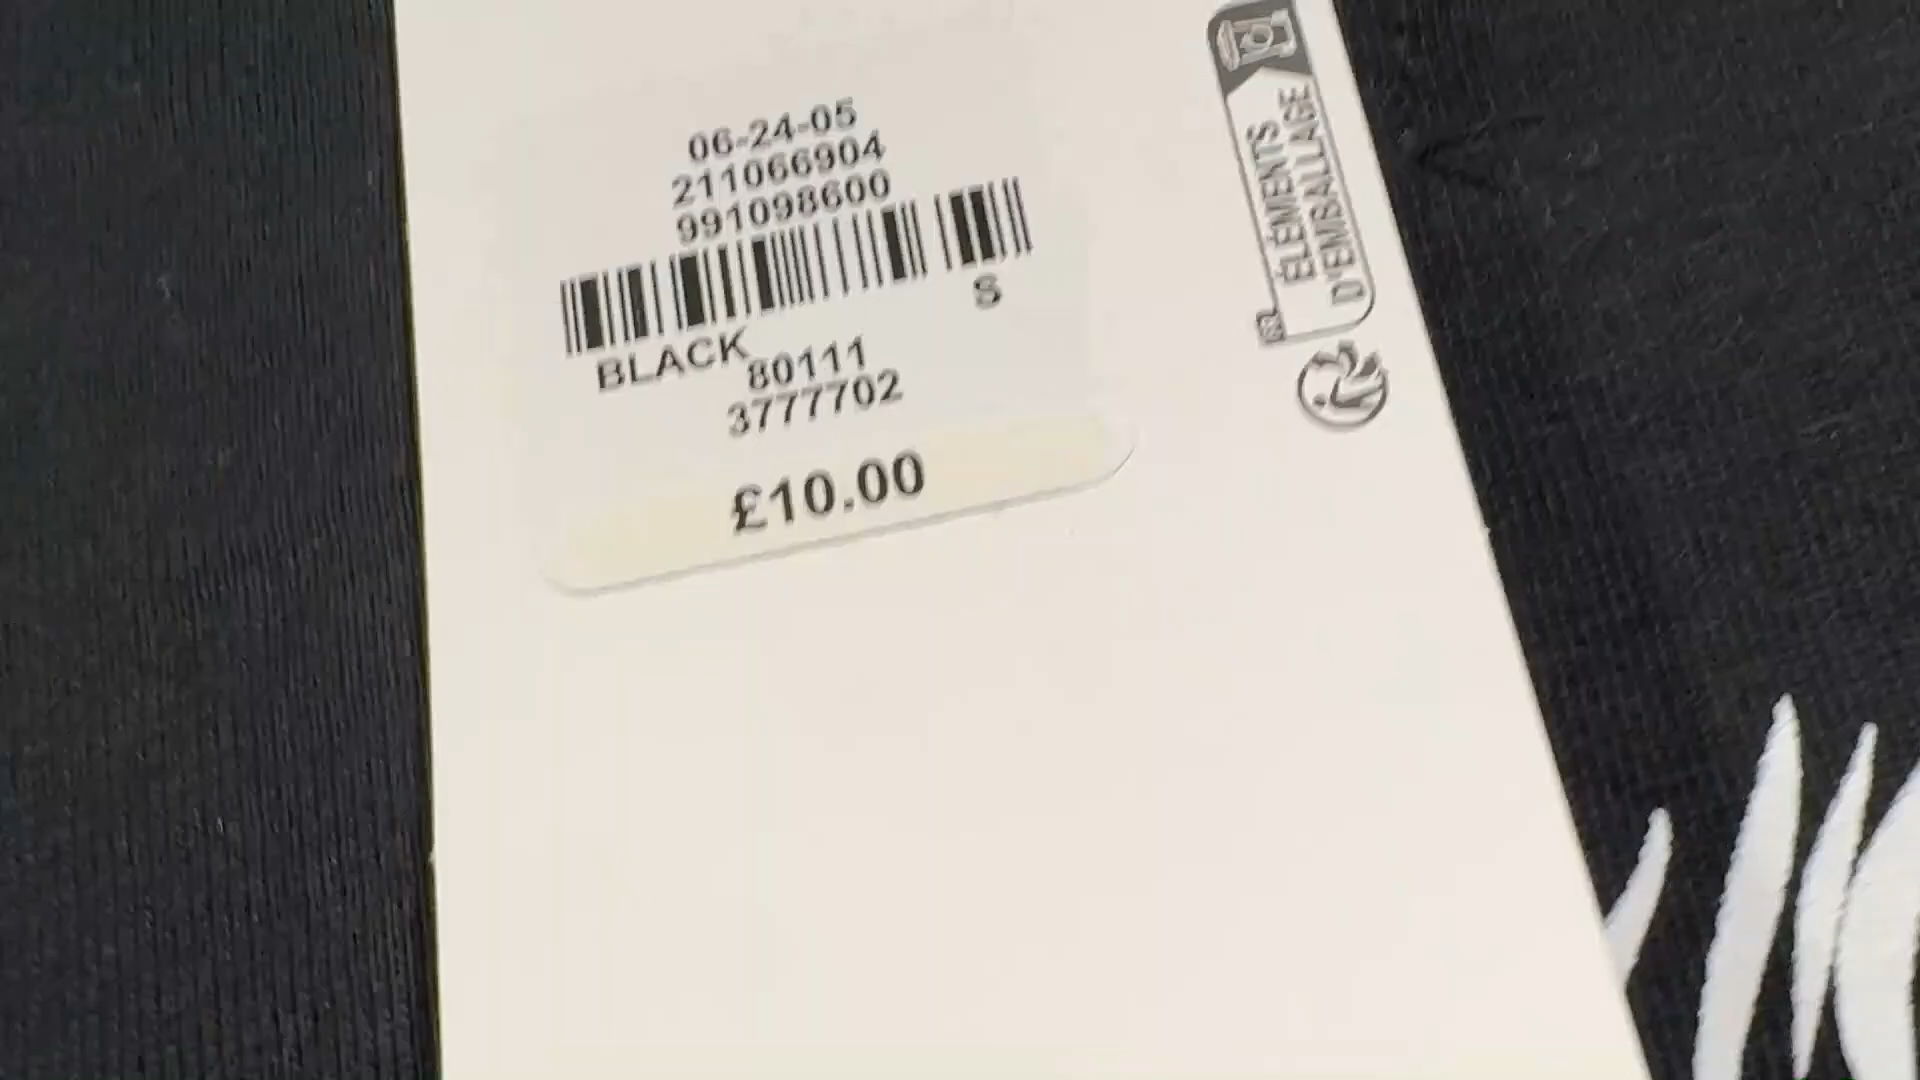 06-24-05
211066904
991098600
S
BLACK
80111
3777702
£10.00
ÉLÉMENTS
D'EMBALLAGE